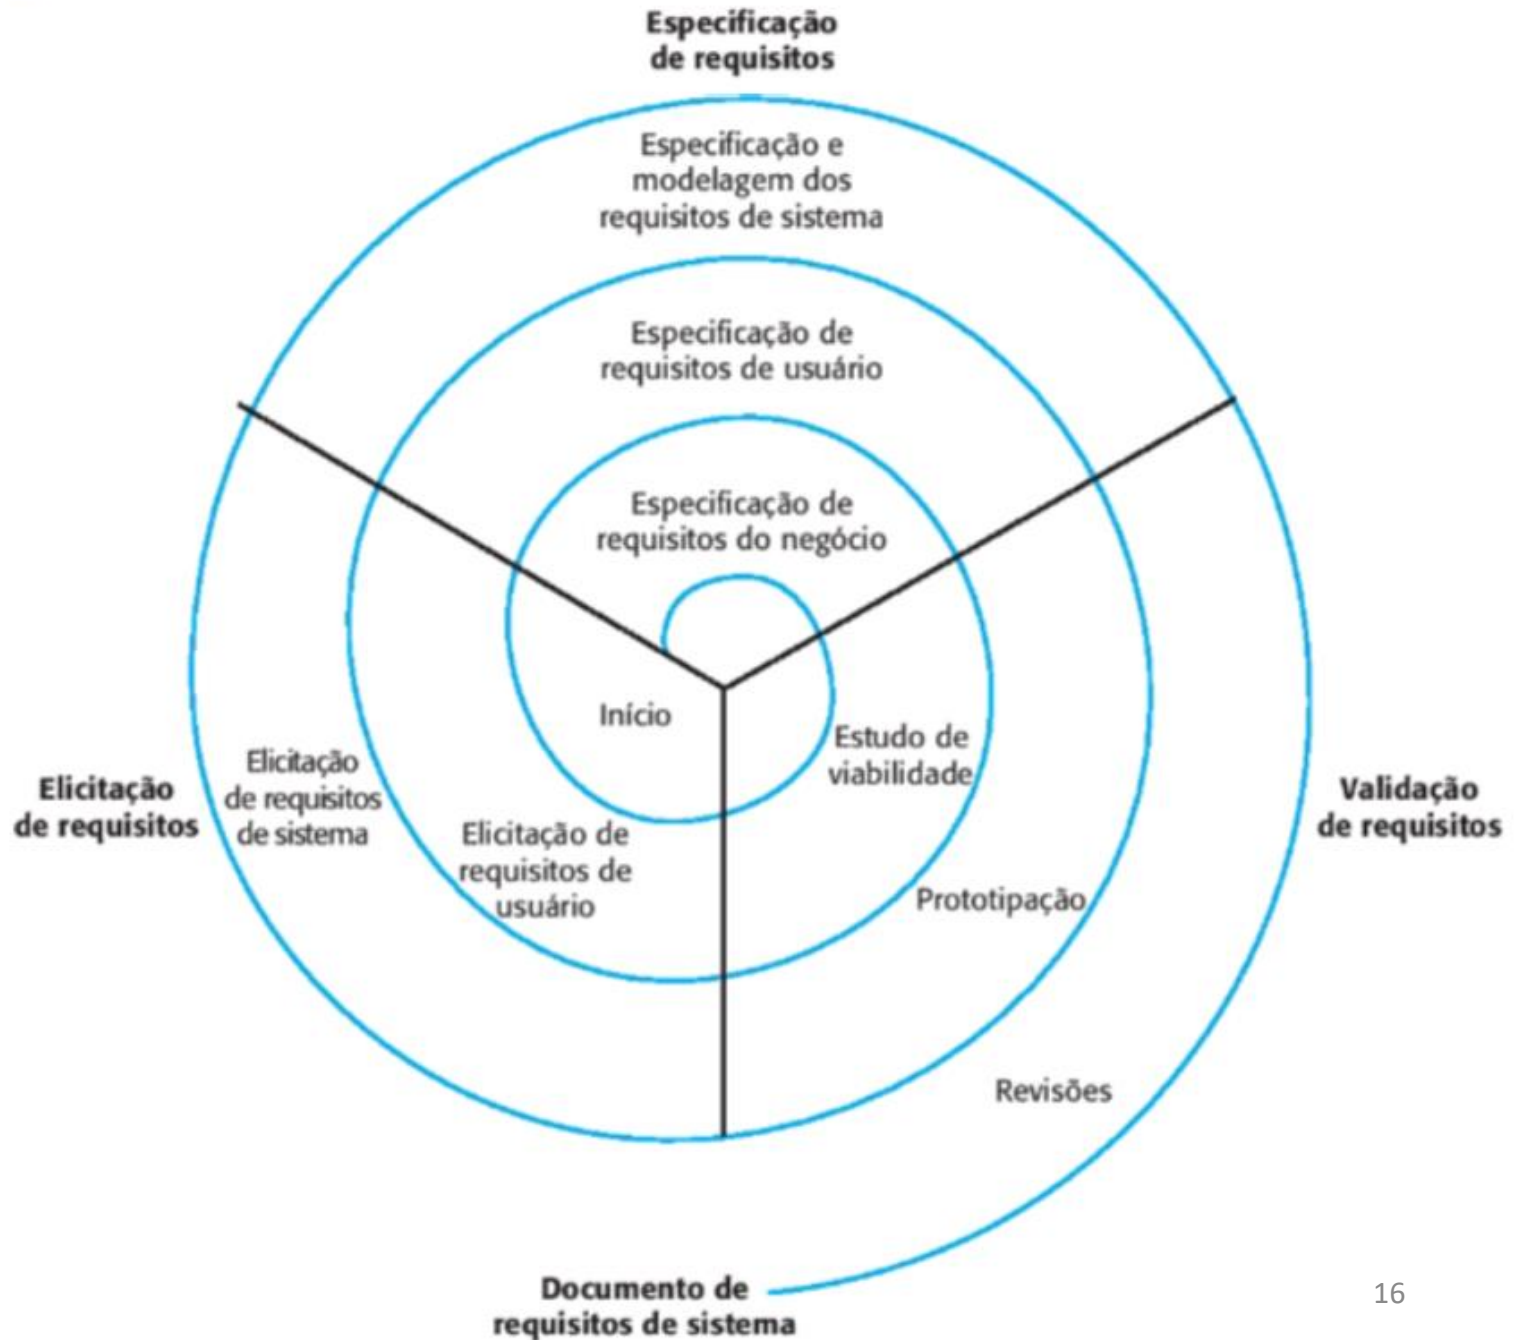 Especificação
de requisitos
Especificação e
modelagem dos
requisitos de sistema
Especificação de
requisitos de usuário
Especificação de
requisitos do negócio
Início
Estudo de
viabilidade
Elicitação
de requisitos
Elicitação
de requisitos
de sistema
Elicitação de
requisitos de
usuário
Validação
de requisitos
Prototipação
Revisões
Documento de
requisitos de sistema
16